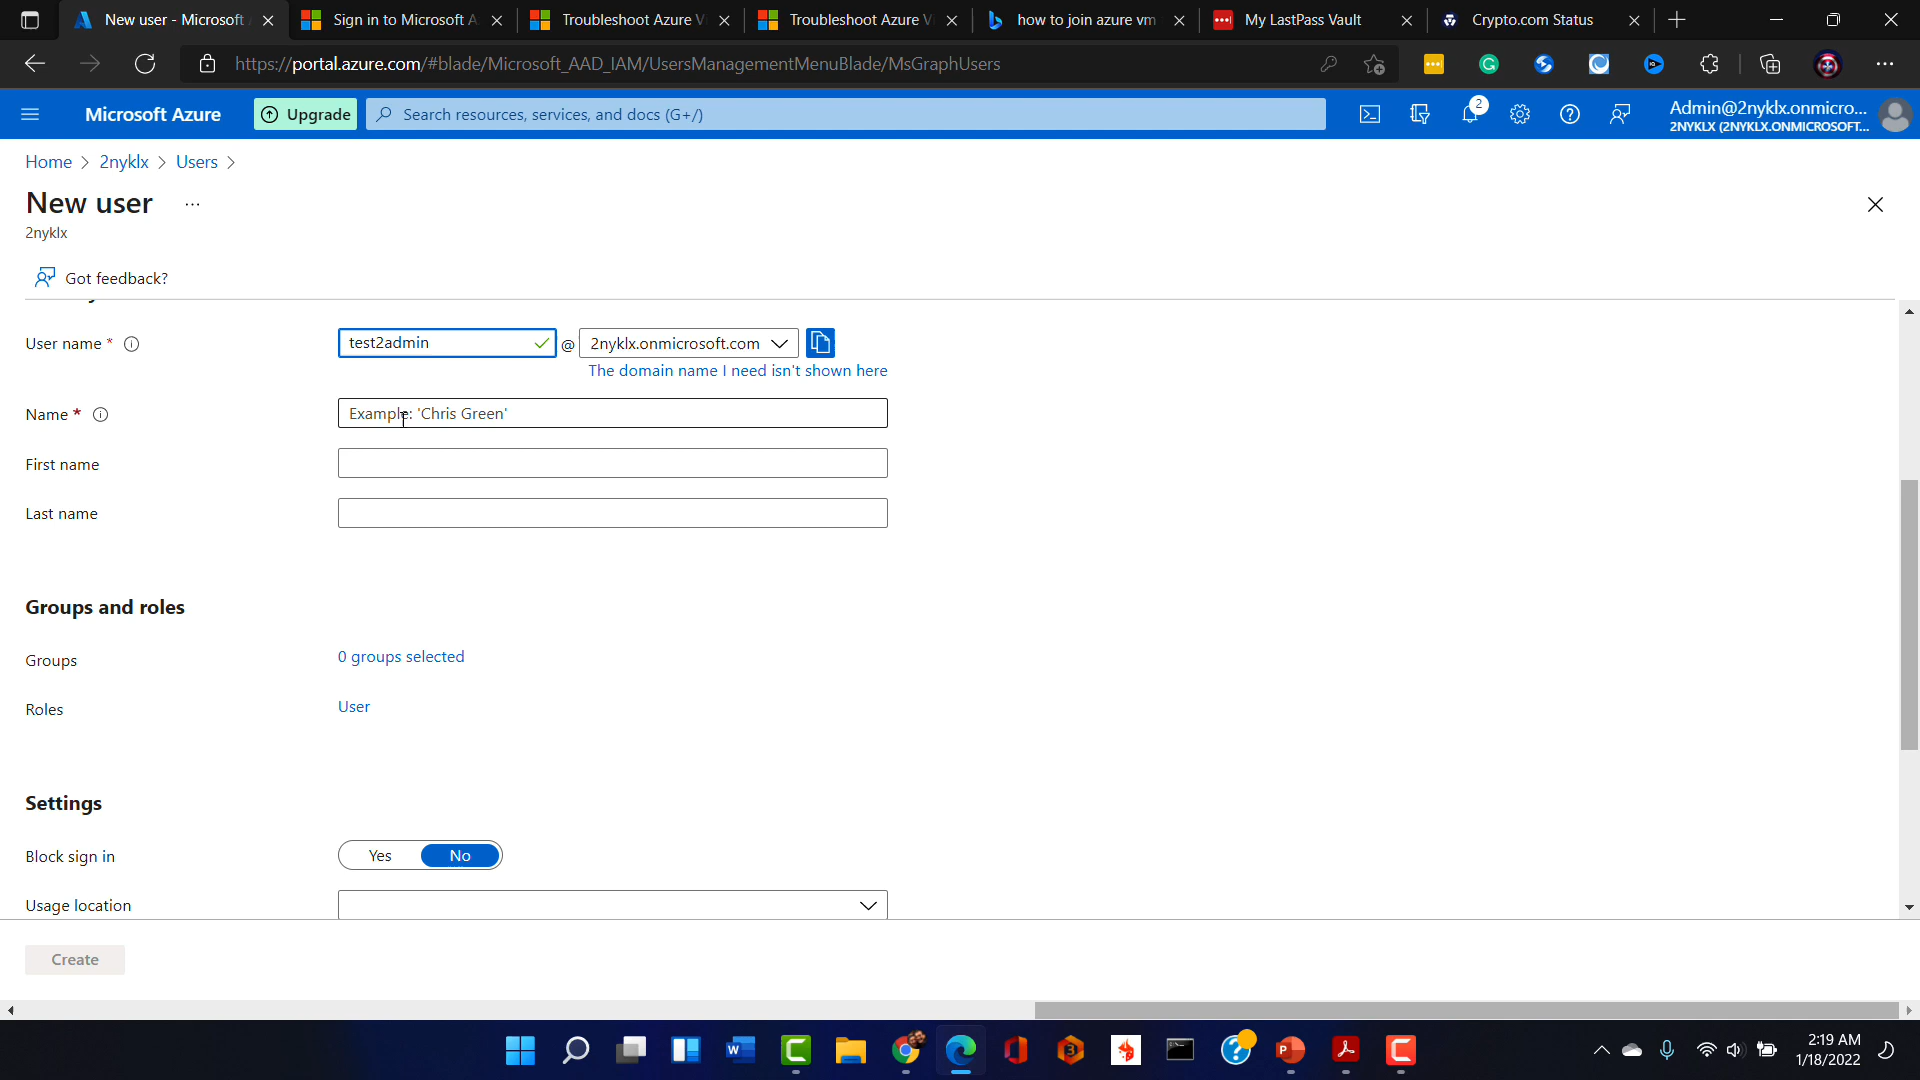 New user - Microsoft
Sign in to Microsoft A
Troubleshoot Azure V
Troubleshoot Azure V
how to join azure vm
My LastPass Vault
Crypto.com Status
https://portal.azure.com/#blade/Microsoft_AAD_IAM/UsersManagementMenuBlade/MsGraphUsers
Microsoft Azure
Upgrade
Search resources, services, and docs (G+/)
2
Admin@2nyklx.onmicro...
2NYKLX (2NYKLX.ONMICROSOFT...
Home > 2nyklx > Users >
New user ...
2nyklx
Got feedback?
User name *
test2admin
@
2nyklx.onmicrosoft.com
The domain name I need isn't shown here
Name *
Example: 'Chris Green'
First name
Last name
Groups and roles
Groups
0 groups selected
Roles
User
Settings
Block sign in
Yes
No
Usage location
Create
2:19 AM
1/18/2022